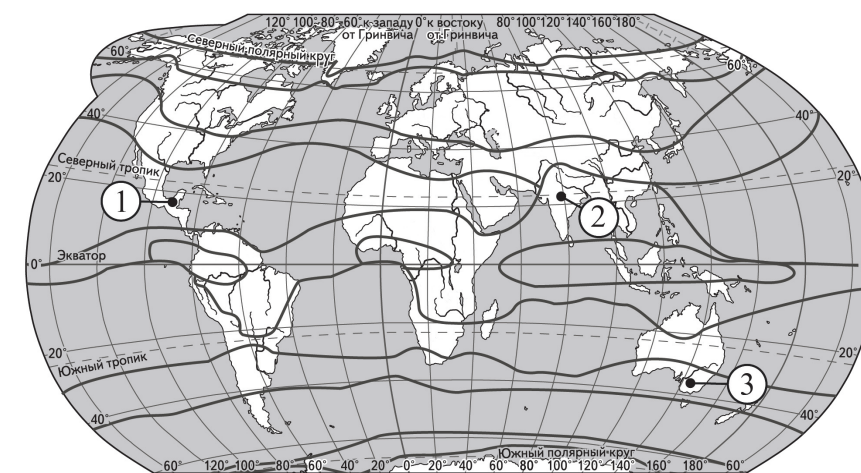 120° 100° 80° 60° к западу 0° к востоку 80° 100° 120° 140° 160° 180°
от Гринвича от Гринвича
Северный полярный круг
60° 60°
40° 40°
Северный тропик
20° 20°
1
2
Экватор
0°
20° 20°
Южный тропик
3
40° 40°
Южный полярный круг
60° 120° 100° 80° 60° 40° 20° 0° 20° 40° 60° 80° 100° 120° 140° 160° 180° 60°